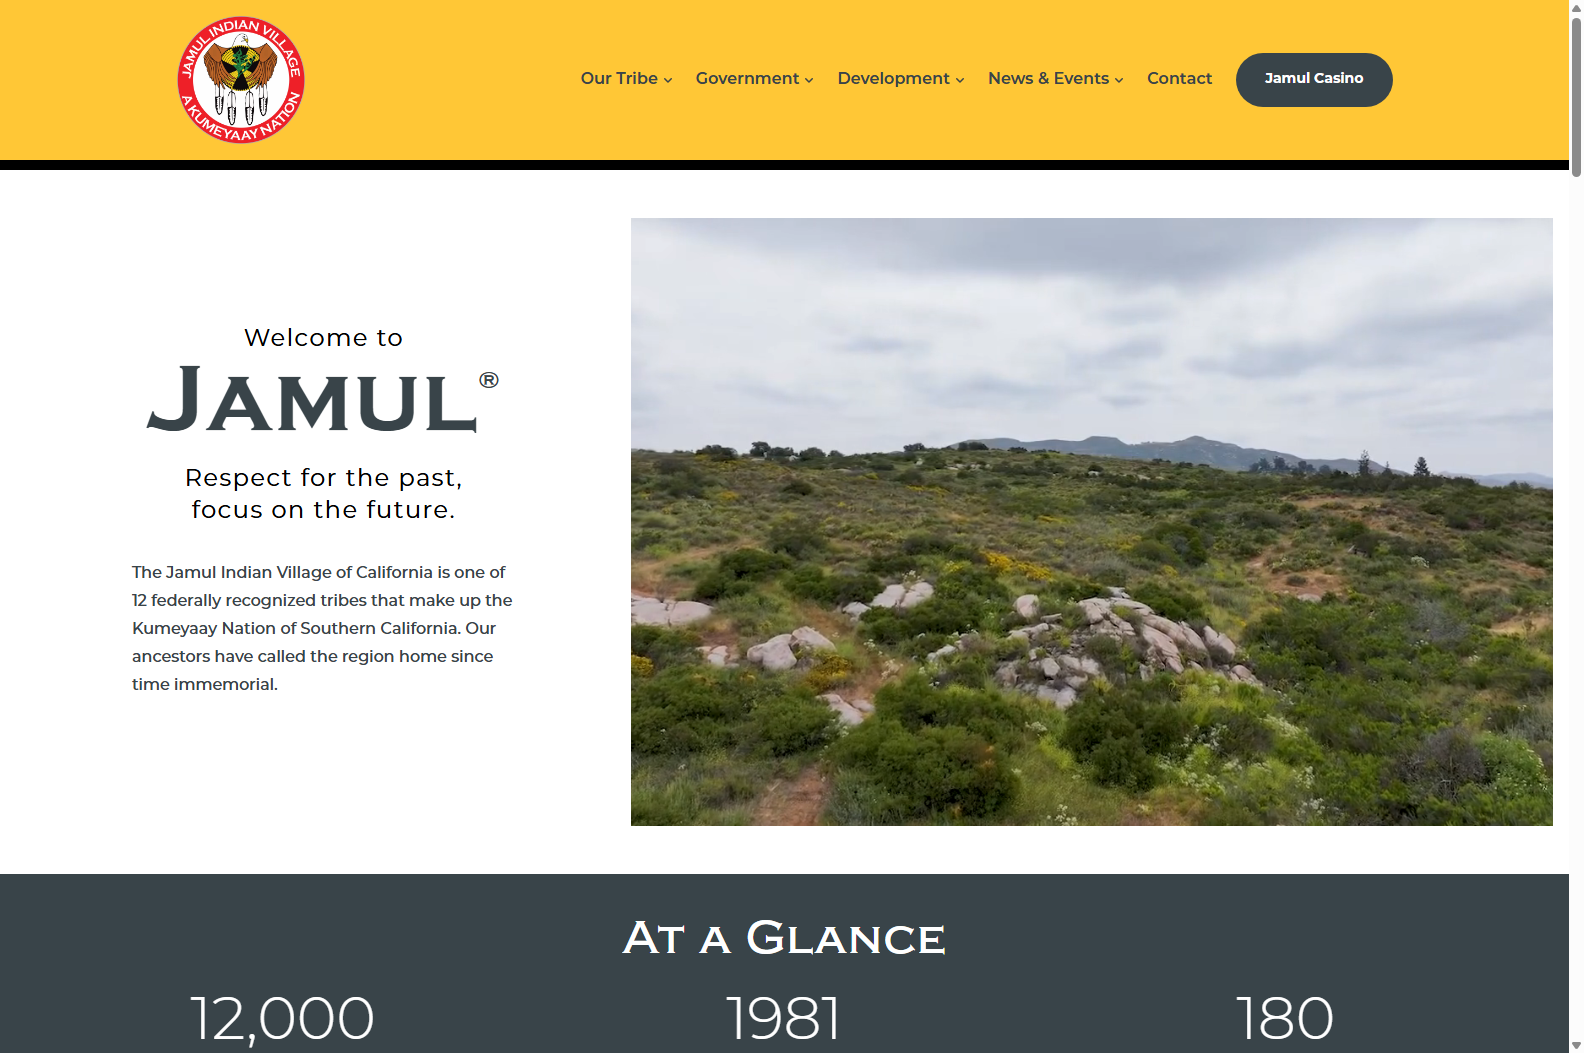 JAMUL INDIAN VILLAGE
A KUMEYAAY NATION
Our Tribe
Government
Development
News & Events
Contact
Jamul Casino
Welcome to
JAMUL®
Respect for the past,
focus on the future.
The Jamul Indian Village of California is one of
12 federally recognized tribes that make up the
Kumeyaay Nation of Southern California. Our
ancestors have called the region home since
time immemorial.
AT A GLANCE
12,000
1981
180